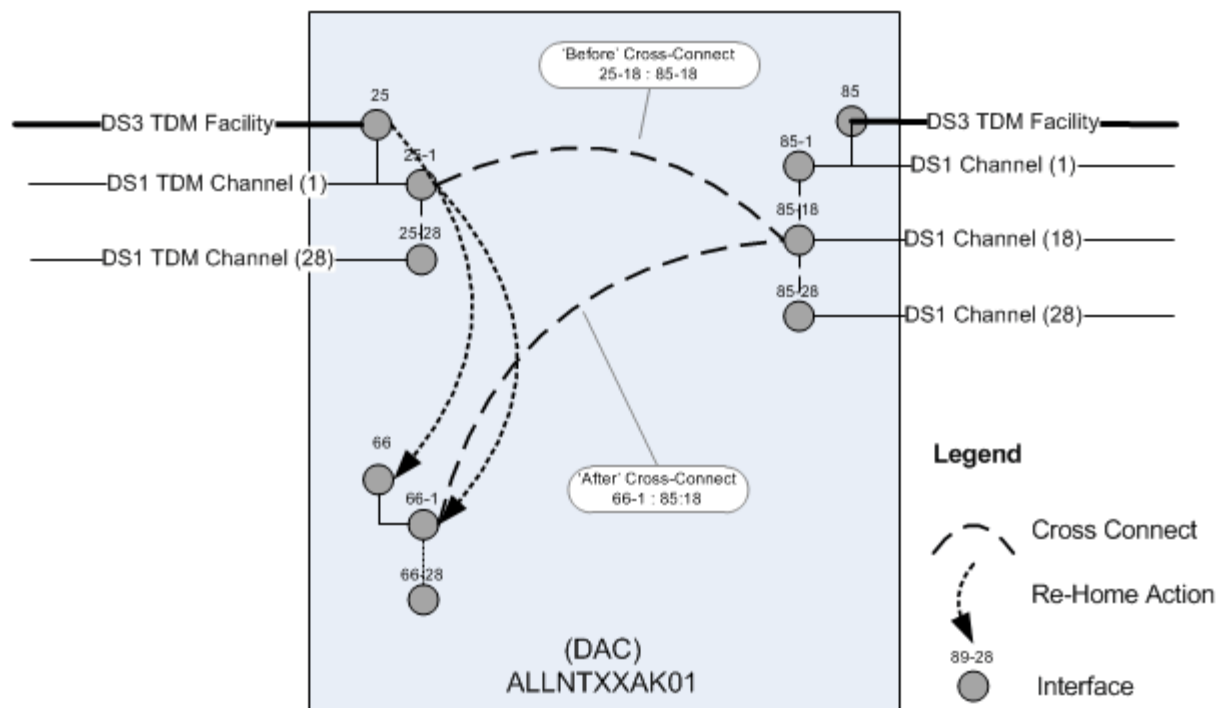 'Before' Cross-Connect
25-18 : 85-18
25
85
DS3 TDM Facility
DS3 TDM Facility
25-1
85-1
DS1 TDM Channel (1)
DS1 Channel (1)
85-18
25-28
DS1 TDM Channel (28)
DS1 Channel (18)
85-28
DS1 Channel (28)
66
'After' Cross-Connect
66-1 : 85:18
66-1
66-28
(DAC)
ALLNTXXAK01
Legend
Cross Connect
Re-Home Action
89-28
Interface